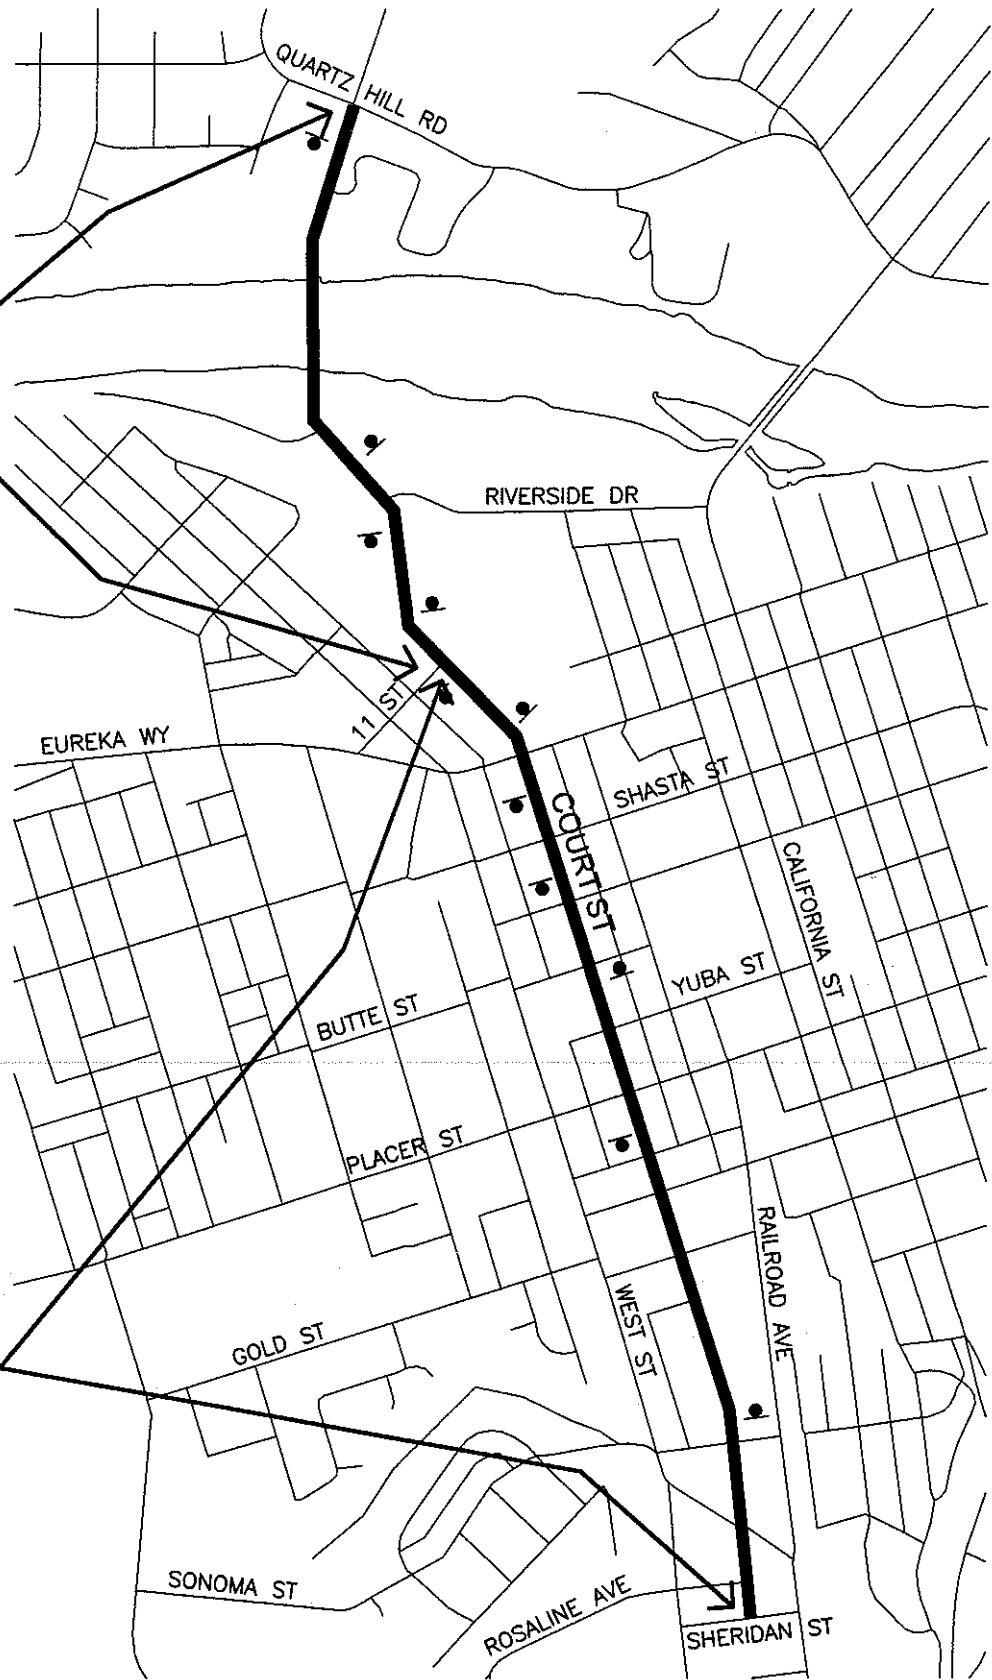 QUARTZ HILL RD
RIVERSIDE DR
11 ST
EUREKA WY
SHASTA ST
COURT ST
CALIFORNIA ST
YUBA ST
BUTTE ST
PLACER ST
RAILROAD AVE
WEST ST
GOLD ST
SONOMA ST
ROSALINE AVE
SHERIDAN ST